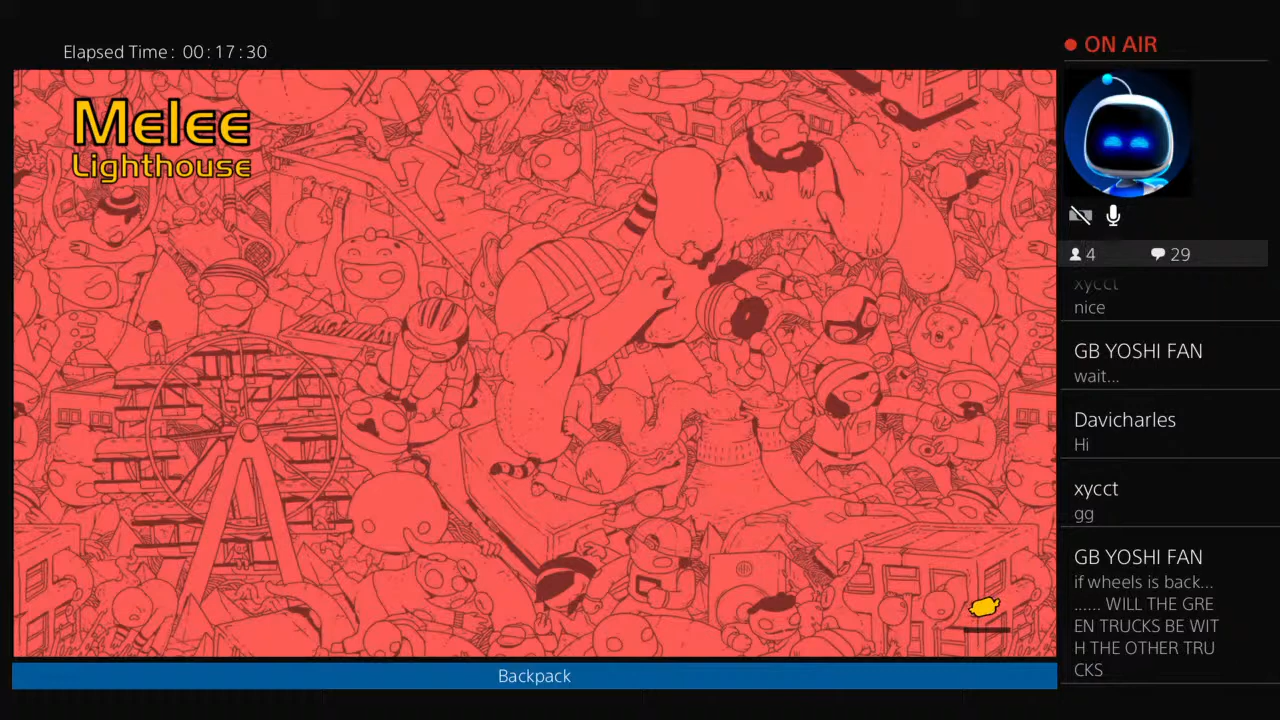 Elapsed Time: 00:17:30
ON AIR
Melee
Lighthouse
4 29
xycct
nice
GB YOSHI FAN
wait...
Davicharles
Hi
xycct
gg
GB YOSHI FAN
if wheels is back...
...... WILL THE GRE
EN TRUCKS BE WIT
H THE OTHER TRU
CKS
Backpack